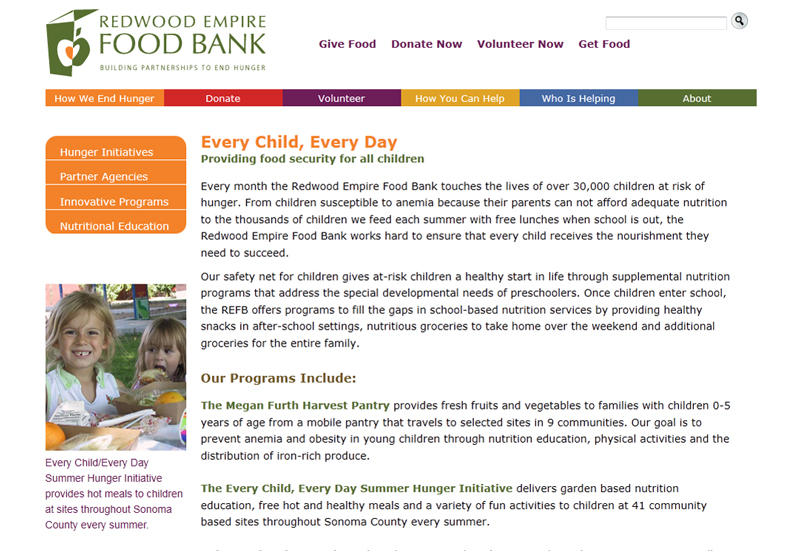 REDWOOD EMPIRE
FOOD BANK
BUILDING PARTNERSHIPS TO END HUNGER
Give Food Donate Now Volunteer Now Get Food
How We End Hunger Donate Volunteer How You Can Help Who Is Helping About
Hunger Initiatives
Partner Agencies
Innovative Programs
Nutritional Education
Every Child/Every Day
Summer Hunger Initiative
provides hot meals to children
at sites throughout Sonoma
County every summer.
Every Child, Every Day
Providing food security for all children
Every month the Redwood Empire Food Bank touches the lives of over 30,000 children at risk of
hunger. From children susceptible to anemia because their parents can not afford adequate nutrition
to the thousands of children we feed each summer with free lunches when school is out, the
Redwood Empire Food Bank works hard to ensure that every child receives the nourishment they
need to succeed.
Our safety net for children gives at-risk children a healthy start in life through supplemental nutrition
programs that address the special developmental needs of preschoolers. Once children enter school,
the REFB offers programs to fill the gaps in school-based nutrition services by providing healthy
snacks in after-school settings, nutritious groceries to take home over the weekend and additional
groceries for the entire family.
Our Programs Include:
The Megan Furth Harvest Pantry provides fresh fruits and vegetables to families with children 0-5
years of age from a mobile pantry that travels to selected sites in 9 communities. Our goal is to
prevent anemia and obesity in young children through nutrition education, physical activities and the
distribution of iron-rich produce.
The Every Child, Every Day Summer Hunger Initiative delivers garden based nutrition
education, free hot and healthy meals and a variety of fun activities to children at 41 community
based sites throughout Sonoma County every summer.